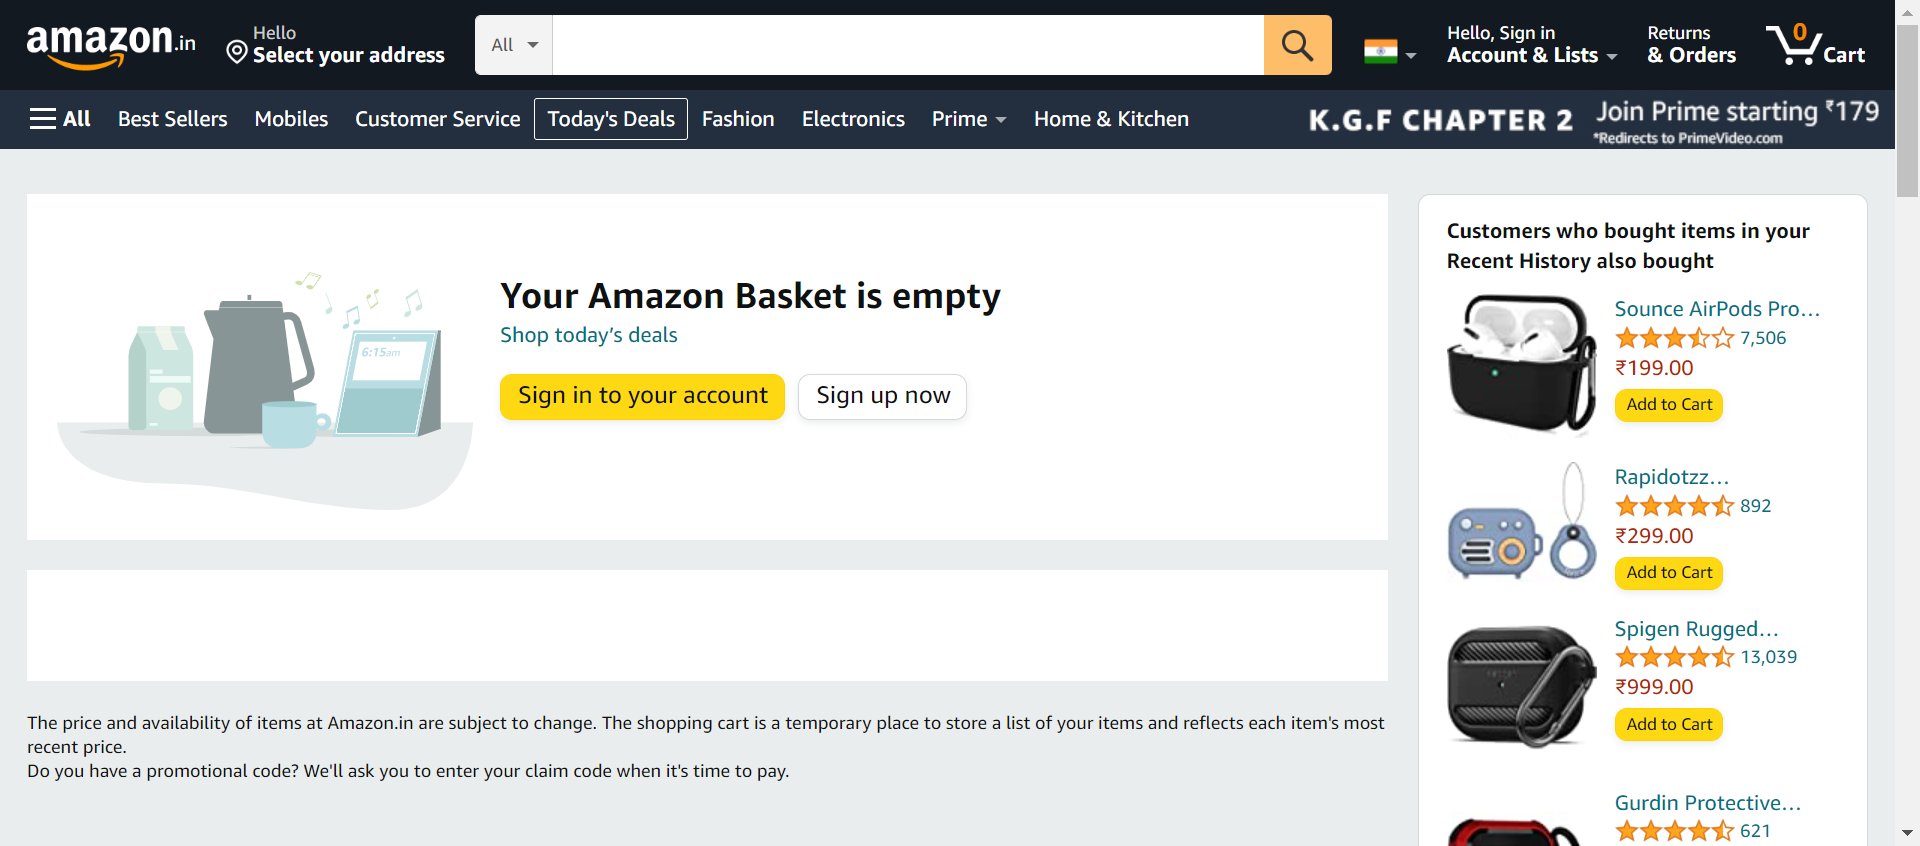 amazon.in
Hello
Select your address
All
Hello, Sign in
Account & Lists
Returns
& Orders
0
Cart
All
Best Sellers
Mobiles
Customer Service
Today's Deals
Fashion
Electronics
Prime
Home & Kitchen
K.G.F CHAPTER 2
Join Prime starting ₹179
*Redirects to PrimeVideo.com
6:15am
Your Amazon Basket is empty
Shop today’s deals
Sign in to your account
Sign up now
The price and availability of items at Amazon.in are subject to change. The shopping cart is a temporary place to store a list of your items and reflects each item's most
recent price.
Do you have a promotional code? We'll ask you to enter your claim code when it's time to pay.
Customers who bought items in your
Recent History also bought
Sounce AirPods Pro…
7,506
₹199.00
Add to Cart
Rapidotzz…
892
₹299.00
Add to Cart
Spigen Rugged…
13,039
₹999.00
Add to Cart
Gurdin Protective…
621